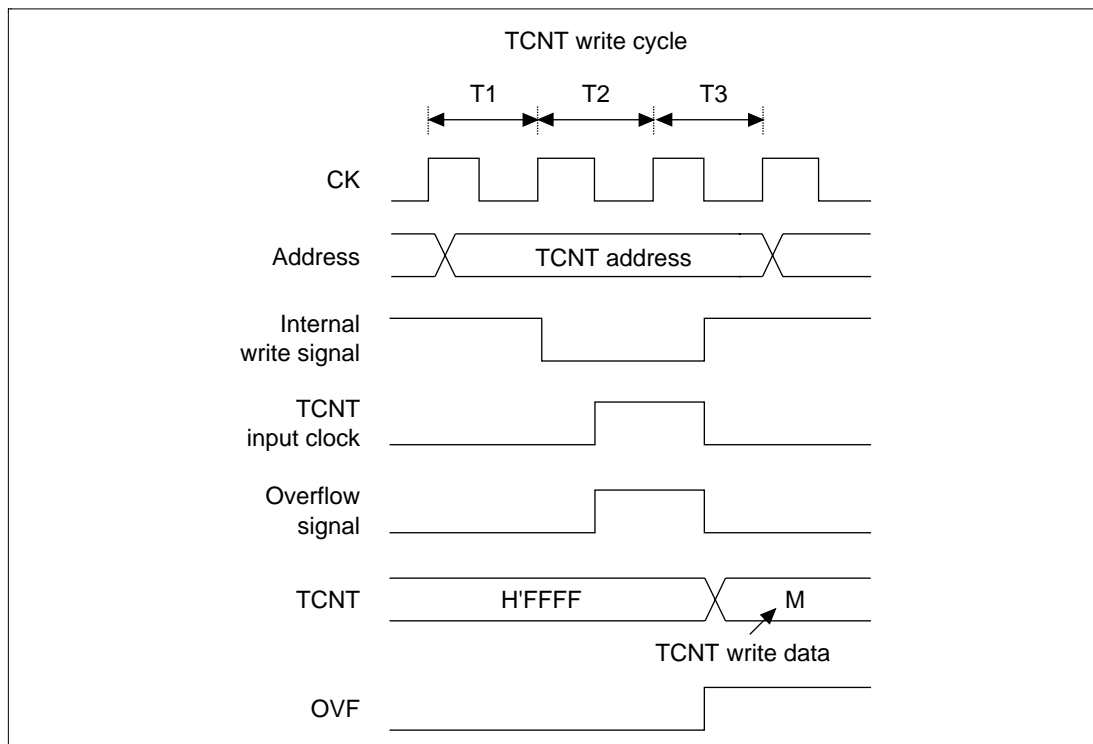 TCNT write cycle
T1 T2 T3
CK
Address
TCNT address
Internal
write signal
TCNT
input clock
Overflow
signal
TCNT
H'FFFF
M
TCNT write data
OVF